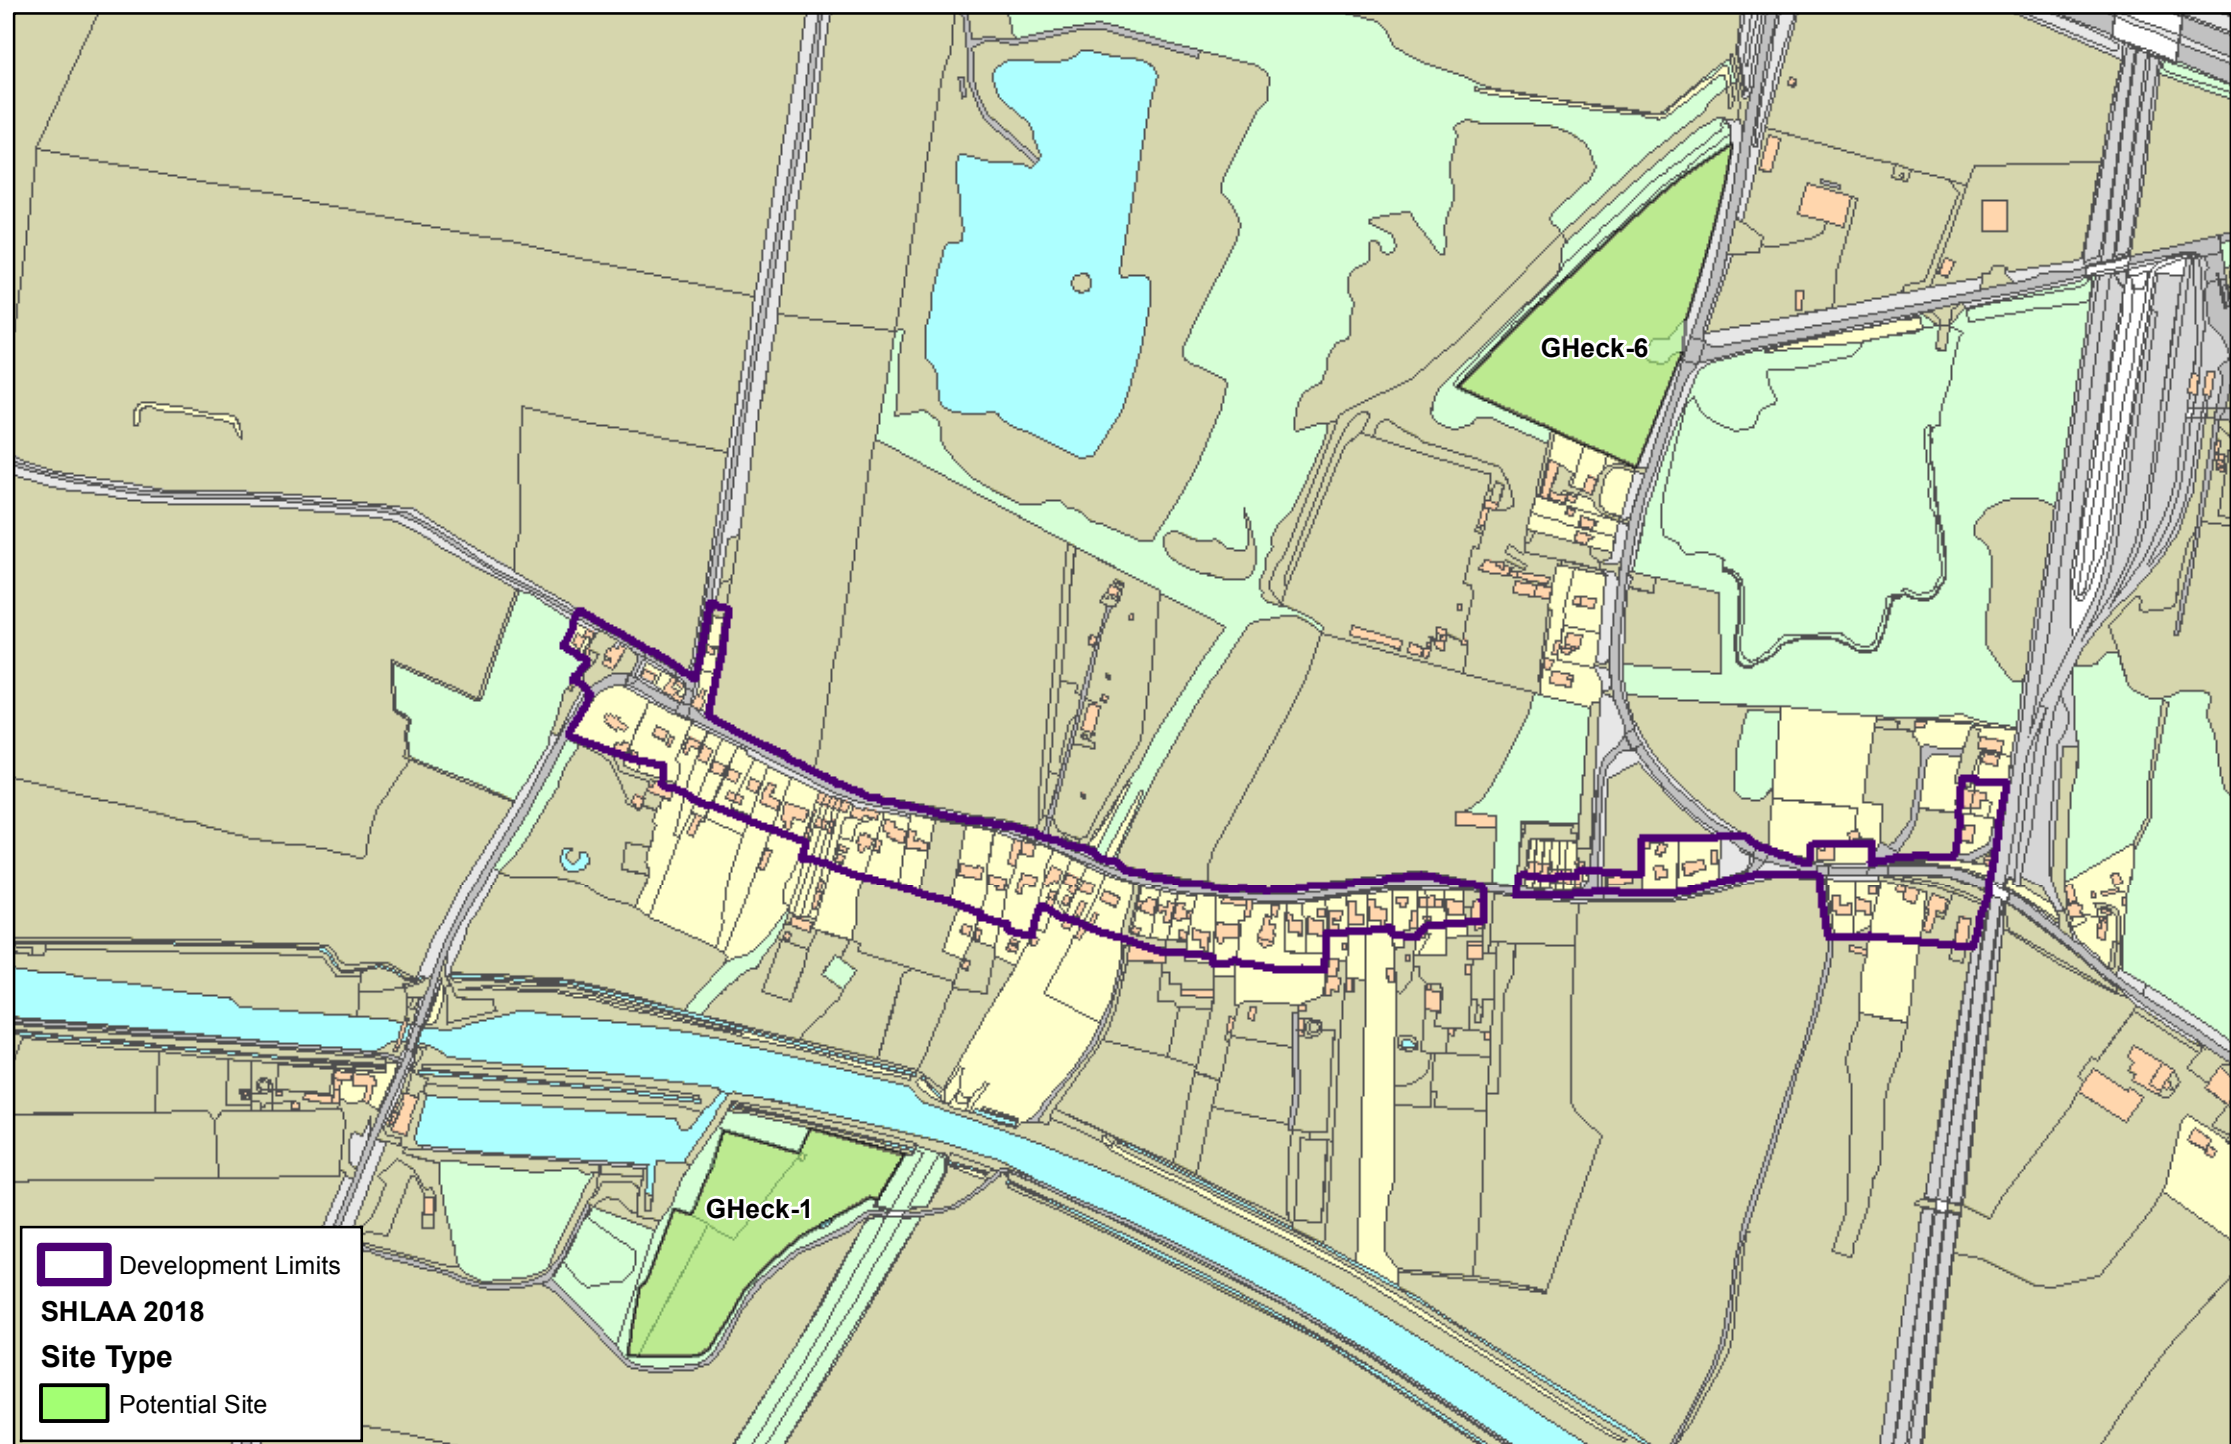 GHeck-6
GHeck-1
Development Limits
SHLAA 2018
Site Type
Potential Site